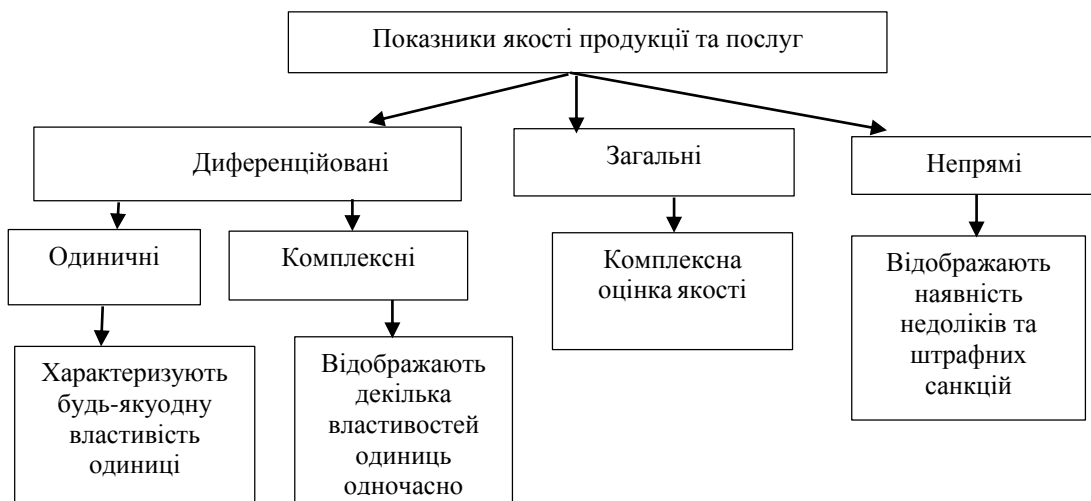 Показники якості продукції та послуг
Диференційовані
Загальні
Непрямі
Одиничні
Комплексні
Комплексна
оцінка якості
Відображають
наявність
недоліків та
штрафних
санкцій
Характеризують
будь-якуодну
властивість
одиниці
Відображають
декілька
властивостей
одиниць
одночасно